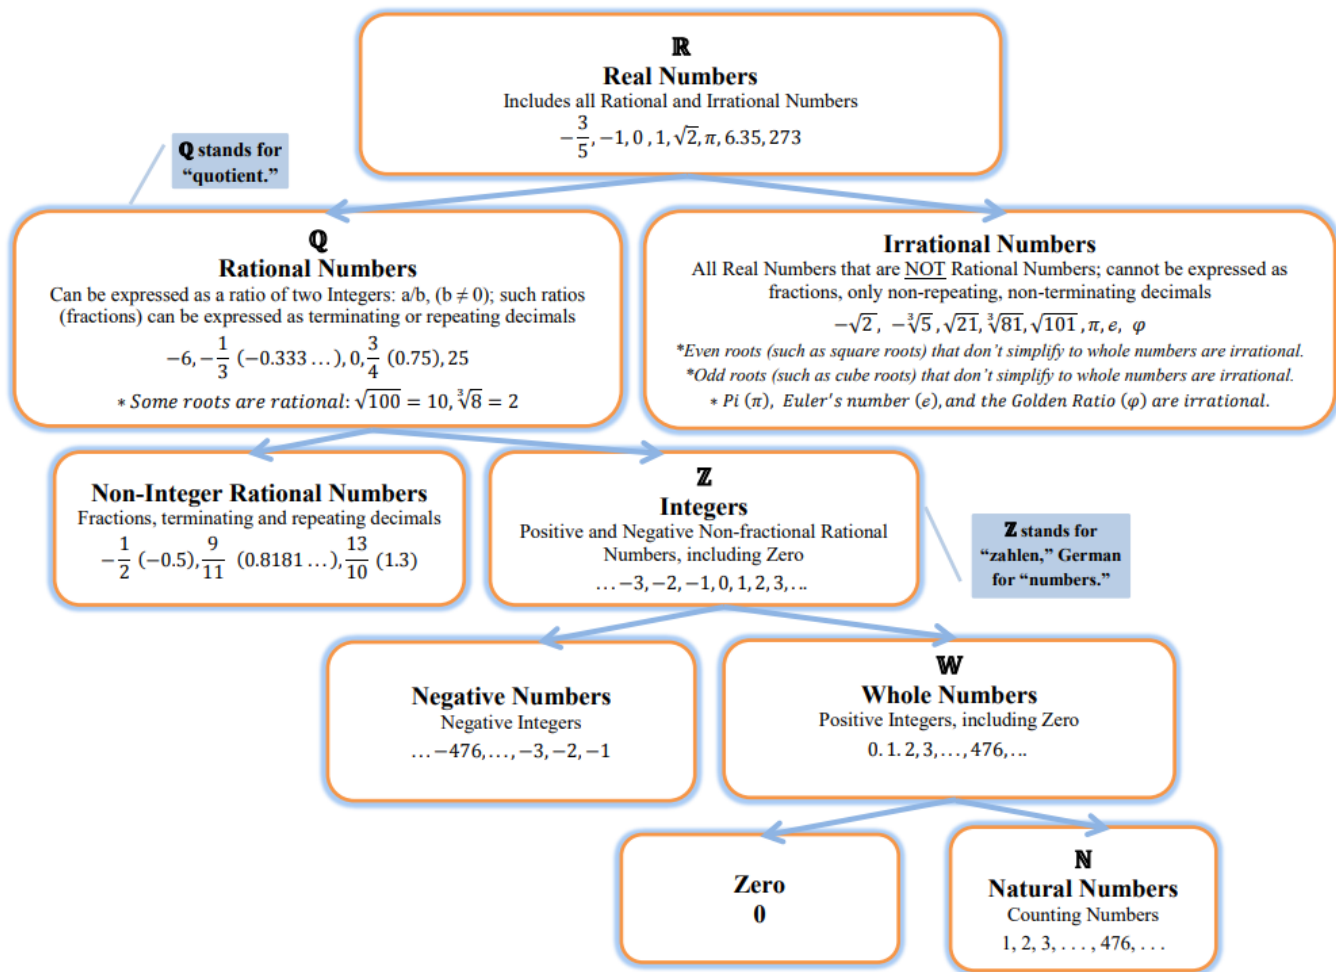 ℝ
Real Numbers
Includes all Rational and Irrational Numbers
−3/5, −1, 0 , 1, √2, π, 6.35, 273
ℚ stands for
“quotient.”
ℚ
Rational Numbers
Can be expressed as a ratio of two Integers: a/b, (b ≠ 0); such ratios
(fractions) can be expressed as terminating or repeating decimals
−6, −1/3 (−0.333 …), 0, 3/4 (0.75), 25
* Some roots are rational: √100 = 10, ∛8 = 2
Irrational Numbers
All Real Numbers that are NOT Rational Numbers; cannot be expressed as
fractions, only non-repeating, non-terminating decimals
−√2, −∛5, √21, ∛81, √101, π, e, φ
*Even roots (such as square roots) that don’t simplify to whole numbers are irrational.
*Odd roots (such as cube roots) that don’t simplify to whole numbers are irrational.
* Pi (π), Euler’s number (e), and the Golden Ratio (φ) are irrational.
Non-Integer Rational Numbers
Fractions, terminating and repeating decimals
−1/2 (−0.5), 9/11 (0.8181 …), 13/10 (1.3)
ℤ
Integers
Positive and Negative Non-fractional Rational
Numbers, including Zero
… −3, −2, −1, 0, 1, 2, 3, …
ℤ stands for
“zahlen,” German
for “numbers.”
Negative Numbers
Negative Integers
… −476, … , −3, −2, −1
𝕎
Whole Numbers
Positive Integers, including Zero
0. 1. 2, 3, … , 476, …
Zero
0
ℕ
Natural Numbers
Counting Numbers
1, 2, 3, . . . , 476, . . .